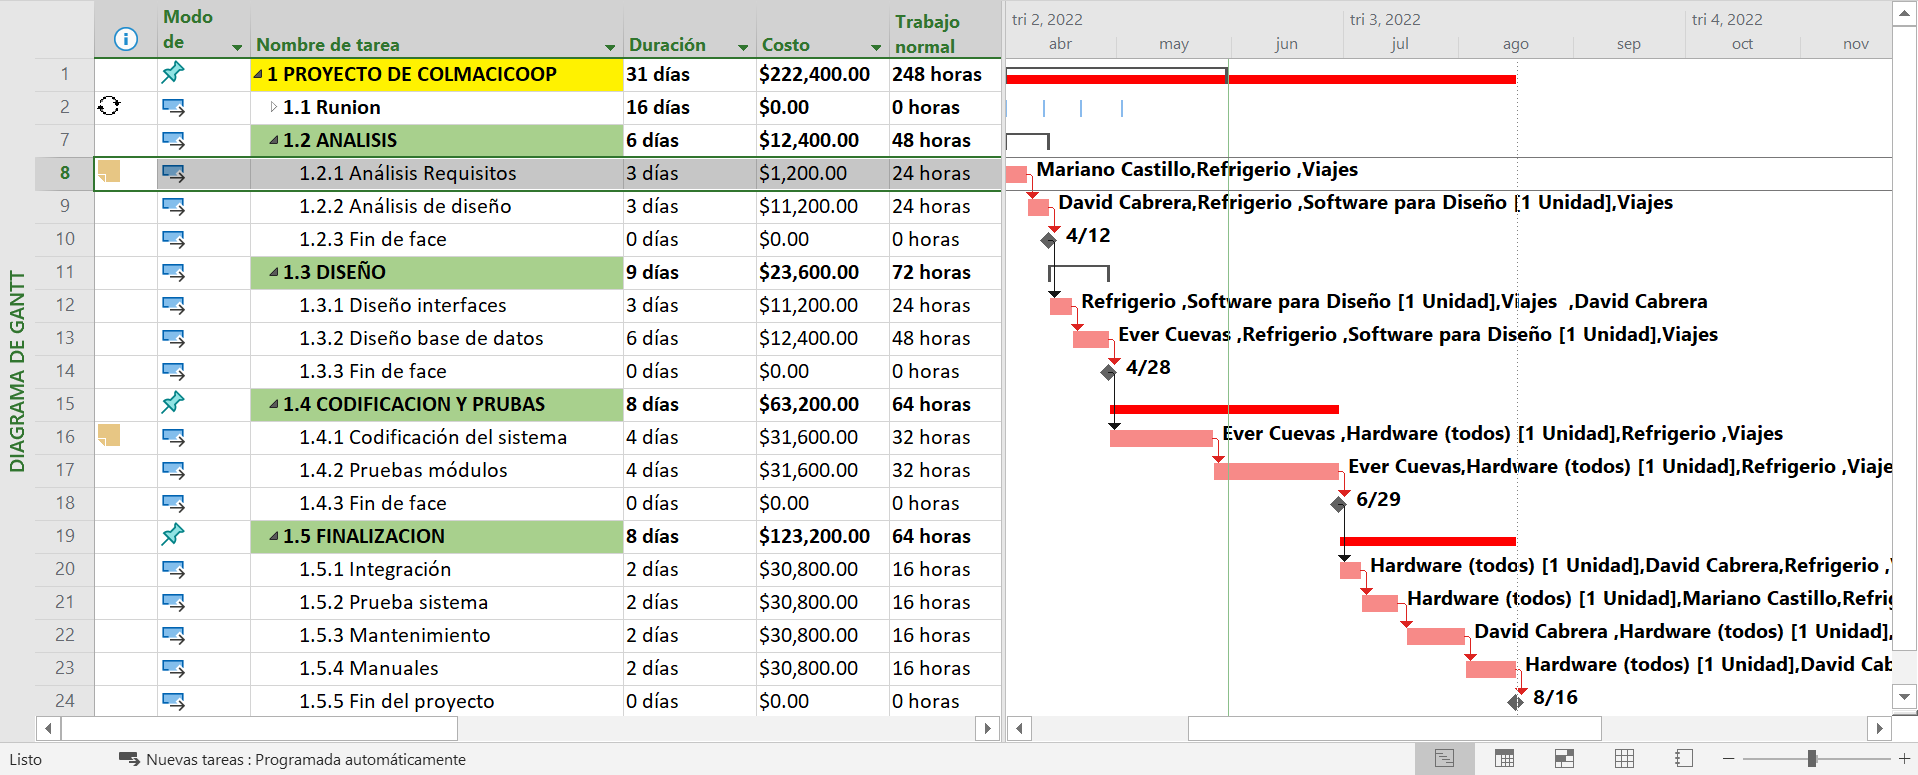 Modo de
Nombre de tarea
Duración
Costo
Trabajo normal
1 1 PROYECTO DE COLMACICOOP 31 días $222,400.00 248 horas
2 1.1 Runion 16 días $0.00 0 horas
7 1.2 ANALISIS 6 días $12,400.00 48 horas
8 1.2.1 Análisis Requisitos 3 días $1,200.00 24 horas
9 1.2.2 Análisis de diseño 3 días $11,200.00 24 horas
10 1.2.3 Fin de face 0 días $0.00 0 horas
11 1.3 DISEÑO 9 días $23,600.00 72 horas
12 1.3.1 Diseño interfaces 3 días $11,200.00 24 horas
13 1.3.2 Diseño base de datos 6 días $12,400.00 48 horas
14 1.3.3 Fin de face 0 días $0.00 0 horas
15 1.4 CODIFICACION Y PRUBAS 8 días $63,200.00 64 horas
16 1.4.1 Codificación del sistema 4 días $31,600.00 32 horas
17 1.4.2 Pruebas módulos 4 días $31,600.00 32 horas
18 1.4.3 Fin de face 0 días $0.00 0 horas
19 1.5 FINALIZACION 8 días $123,200.00 64 horas
20 1.5.1 Integración 2 días $30,800.00 16 horas
21 1.5.2 Prueba sistema 2 días $30,800.00 16 horas
22 1.5.3 Mantenimiento 2 días $30,800.00 16 horas
23 1.5.4 Manuales 2 días $30,800.00 16 horas
24 1.5.5 Fin del proyecto 0 días $0.00 0 horas
DIAGRAMA DE GANTT
tri 2, 2022 tri 3, 2022 tri 4, 2022
abr may jun jul ago sep oct nov
Mariano Castillo,Refrigerio ,Viajes
David Cabrera,Refrigerio ,Software para Diseño [1 Unidad],Viajes
4/12
Refrigerio ,Software para Diseño [1 Unidad],Viajes ,David Cabrera
Ever Cuevas ,Refrigerio ,Software para Diseño [1 Unidad],Viajes
4/28
Ever Cuevas ,Hardware (todos) [1 Unidad],Refrigerio ,Viajes
Ever Cuevas,Hardware (todos) [1 Unidad],Refrigerio ,Viaje
6/29
Hardware (todos) [1 Unidad],David Cabrera,Refrigerio ,
Hardware (todos) [1 Unidad],Mariano Castillo,Refrig
David Cabrera ,Hardware (todos) [1 Unidad],
Hardware (todos) [1 Unidad],David Cab
8/16
Listo
Nuevas tareas : Programada automáticamente